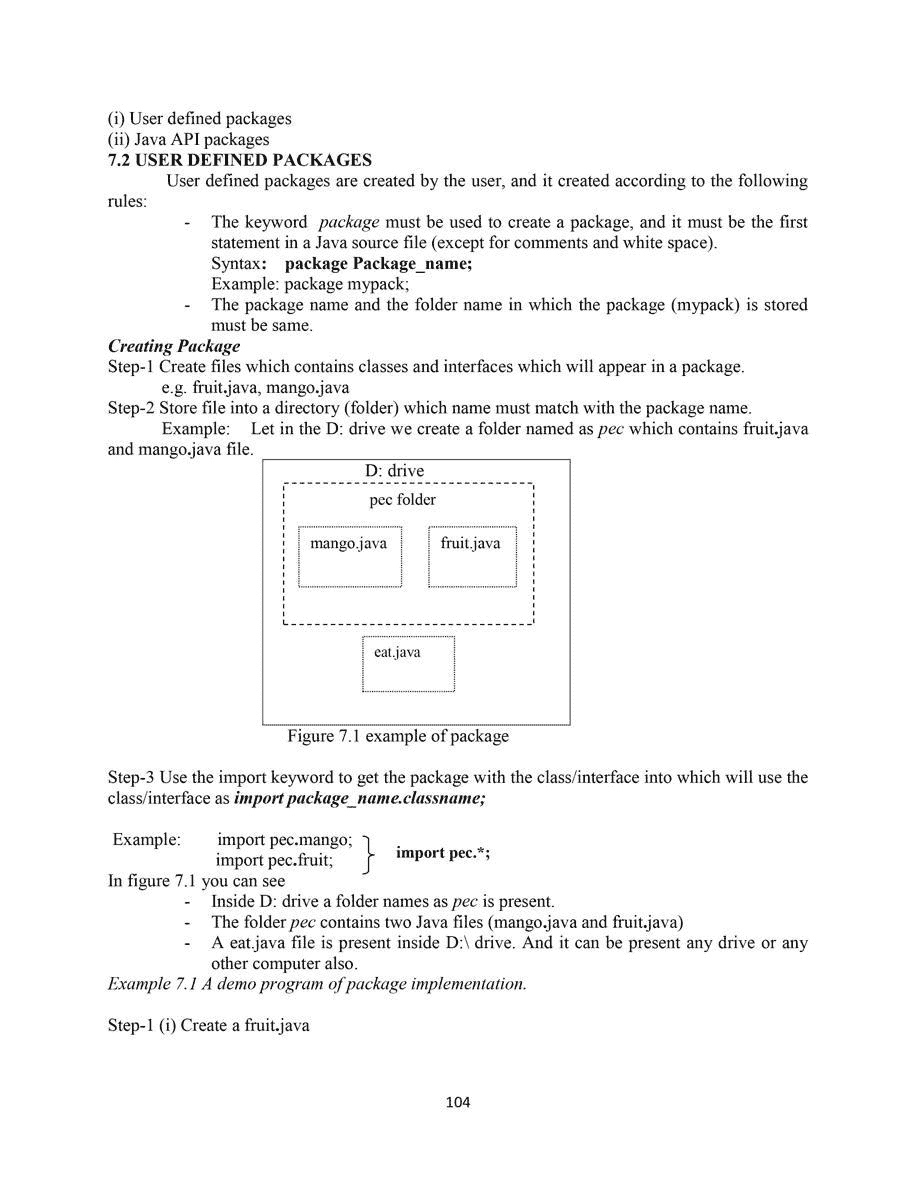 (i) User defined packages
(ii) Java API packages
7.2 USER DEFINED PACKAGES
User defined packages are created by the user, and it created according to the following
rules:
- The keyword package must be used to create a package, and it must be the first
statement in a Java source file (except for comments and white space).
Syntax: package Package_name;
Example: package mypack;
- The package name and the folder name in which the package (mypack) is stored
must be same.
Creating Package
Step-1 Create files which contains classes and interfaces which will appear in a package.
e.g. fruit.java, mango.java
Step-2 Store file into a directory (folder) which name must match with the package name.
Example: Let in the D: drive we create a folder named as pec which contains fruit.java
and mango.java file.
D: drive
pec folder
mango.java fruit.java
eat.java
Figure 7.1 example of package
Step-3 Use the import keyword to get the package with the class/interface into which will use the
class/interface as import package_name.classname;
Example: import pec.mango;
import pec.fruit;
import pec.*;
In figure 7.1 you can see
- Inside D: drive a folder names as pec is present.
- The folder pec contains two Java files (mango.java and fruit.java)
- A eat.java file is present inside D:\ drive. And it can be present any drive or any
other computer also.
Example 7.1 A demo program of package implementation.
Step-1 (i) Create a fruit.java
104